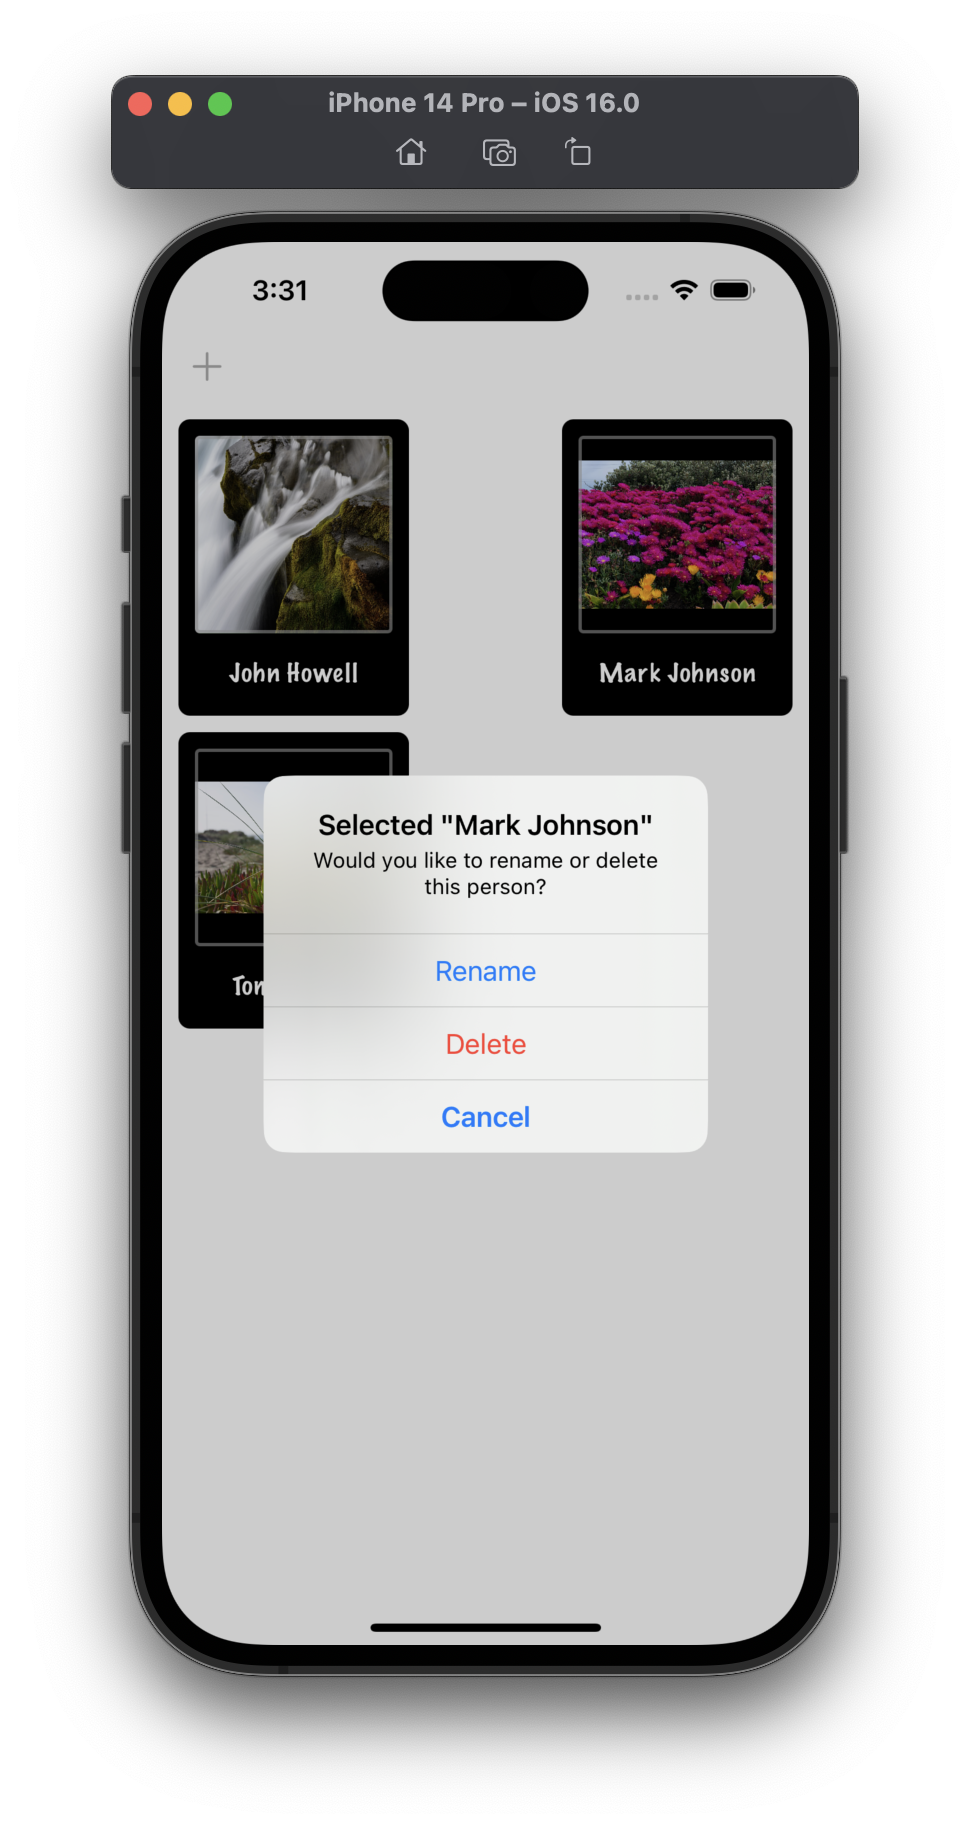 iPhone 14 Pro – iOS 16.0
3:31
John Howell
Mark Johnson
Selected "Mark Johnson"
Would you like to rename or delete
this person?
Rename
Delete
Cancel